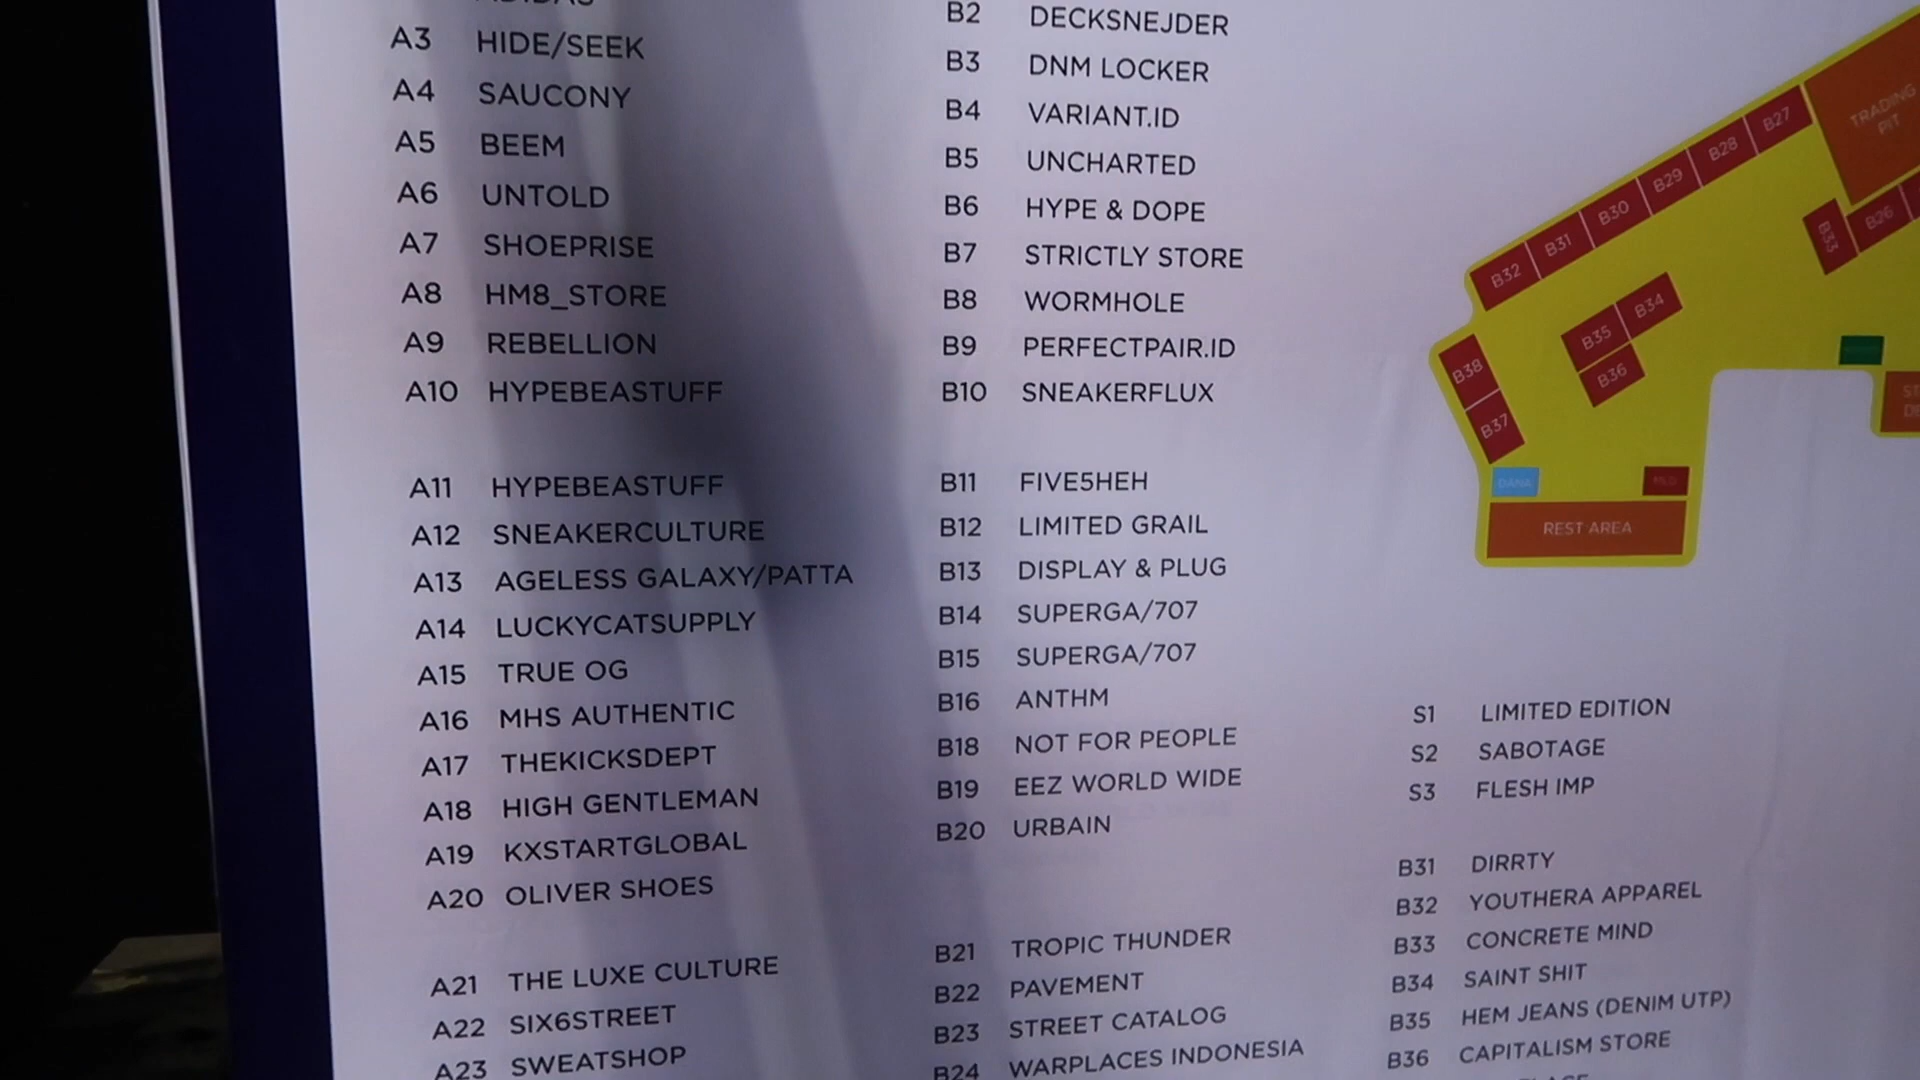 ADIDAS
A3 HIDE/SEEK
A4 SAUCONY
A5 BEEM
A6 UNTOLD
A7 SHOEPRISE
A8 HM8_STORE
A9 REBELLION
A10 HYPEBEASTUFF
A11 HYPEBEASTUFF
A12 SNEAKERCULTURE
A13 AGELESS GALAXY/PATTA
A14 LUCKYCATSUPPLY
A15 TRUE OG
A16 MHS AUTHENTIC
A17 THEKICKSDEPT
A18 HIGH GENTLEMAN
A19 KXSTARTGLOBAL
A20 OLIVER SHOES
A21 THE LUXE CULTURE
A22 SIX6STREET
A23 SWEATSHOP
B2 DECKSNEJDER
B3 DNM LOCKER
B4 VARIANT.ID
B5 UNCHARTED
B6 HYPE & DOPE
B7 STRICTLY STORE
B8 WORMHOLE
B9 PERFECTPAIR.ID
B10 SNEAKERFLUX
B11 FIVE5HEH
B12 LIMITED GRAIL
B13 DISPLAY & PLUG
B14 SUPERGA/707
B15 SUPERGA/707
B16 ANTHM
B18 NOT FOR PEOPLE
B19 EEZ WORLD WIDE
B20 URBAIN
B21 TROPIC THUNDER
B22 PAVEMENT
B23 STREET CATALOG
B24 WARPLACES INDONESIA
TRADING
PIT
B27
B28
B29
B30
B31
B32
B33
B26
B34
B35
B36
B38
B37
DANA
MLD
REST AREA
S1 LIMITED EDITION
S2 SABOTAGE
S3 FLESH IMP
B31 DIRRTY
B32 YOUTHERA APPAREL
B33 CONCRETE MIND
B34 SAINT SHIT
B35 HEM JEANS (DENIM UTP)
B36 CAPITALISM STORE